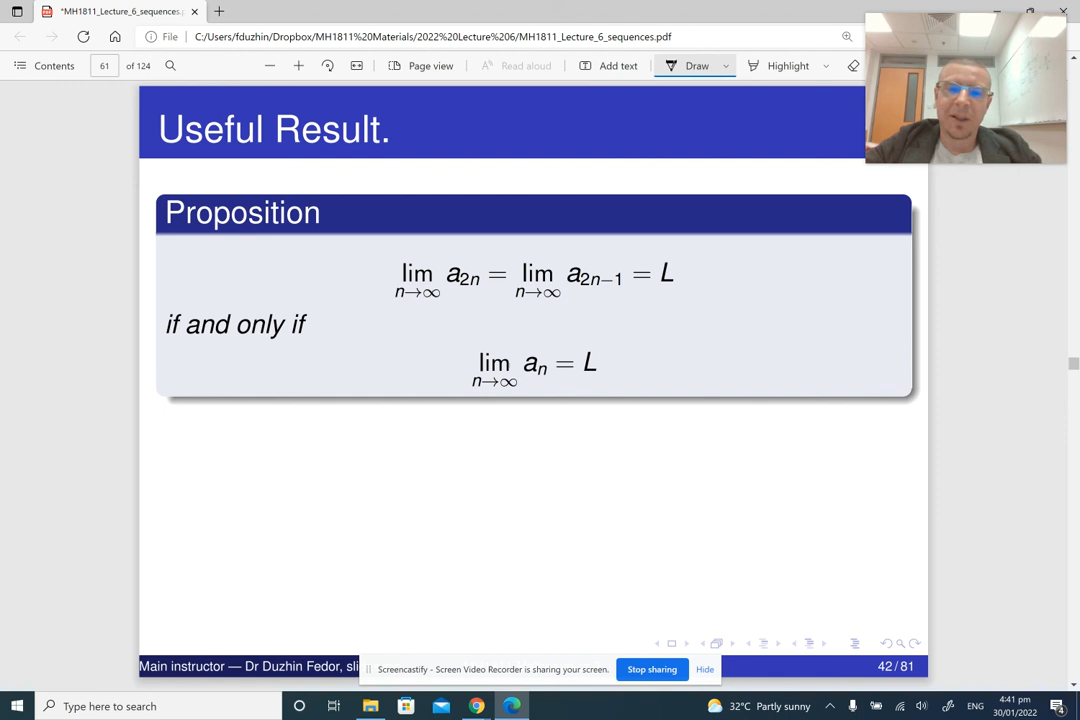 *MH1811_Lecture_6_sequences.
File
C:/Users/fduzhin/Dropbox/MH1811%20Materials/2022%20Lecture%206/MH1811_Lecture_6_sequences.pdf
Contents
61
of 124
Page view
Read aloud
Add text
Draw
Highlight
Useful Result.
Proposition
lim n→∞ a2n = lim n→∞ a2n−1 = L
if and only if
lim n→∞ an = L
Main instructor — Dr Duzhin Fedor, sli
Screencastify - Screen Video Recorder is sharing your screen.
Stop sharing
Hide
42 / 81
Type here to search
32°C Partly sunny
ENG
4:41 pm
30/01/2022
4